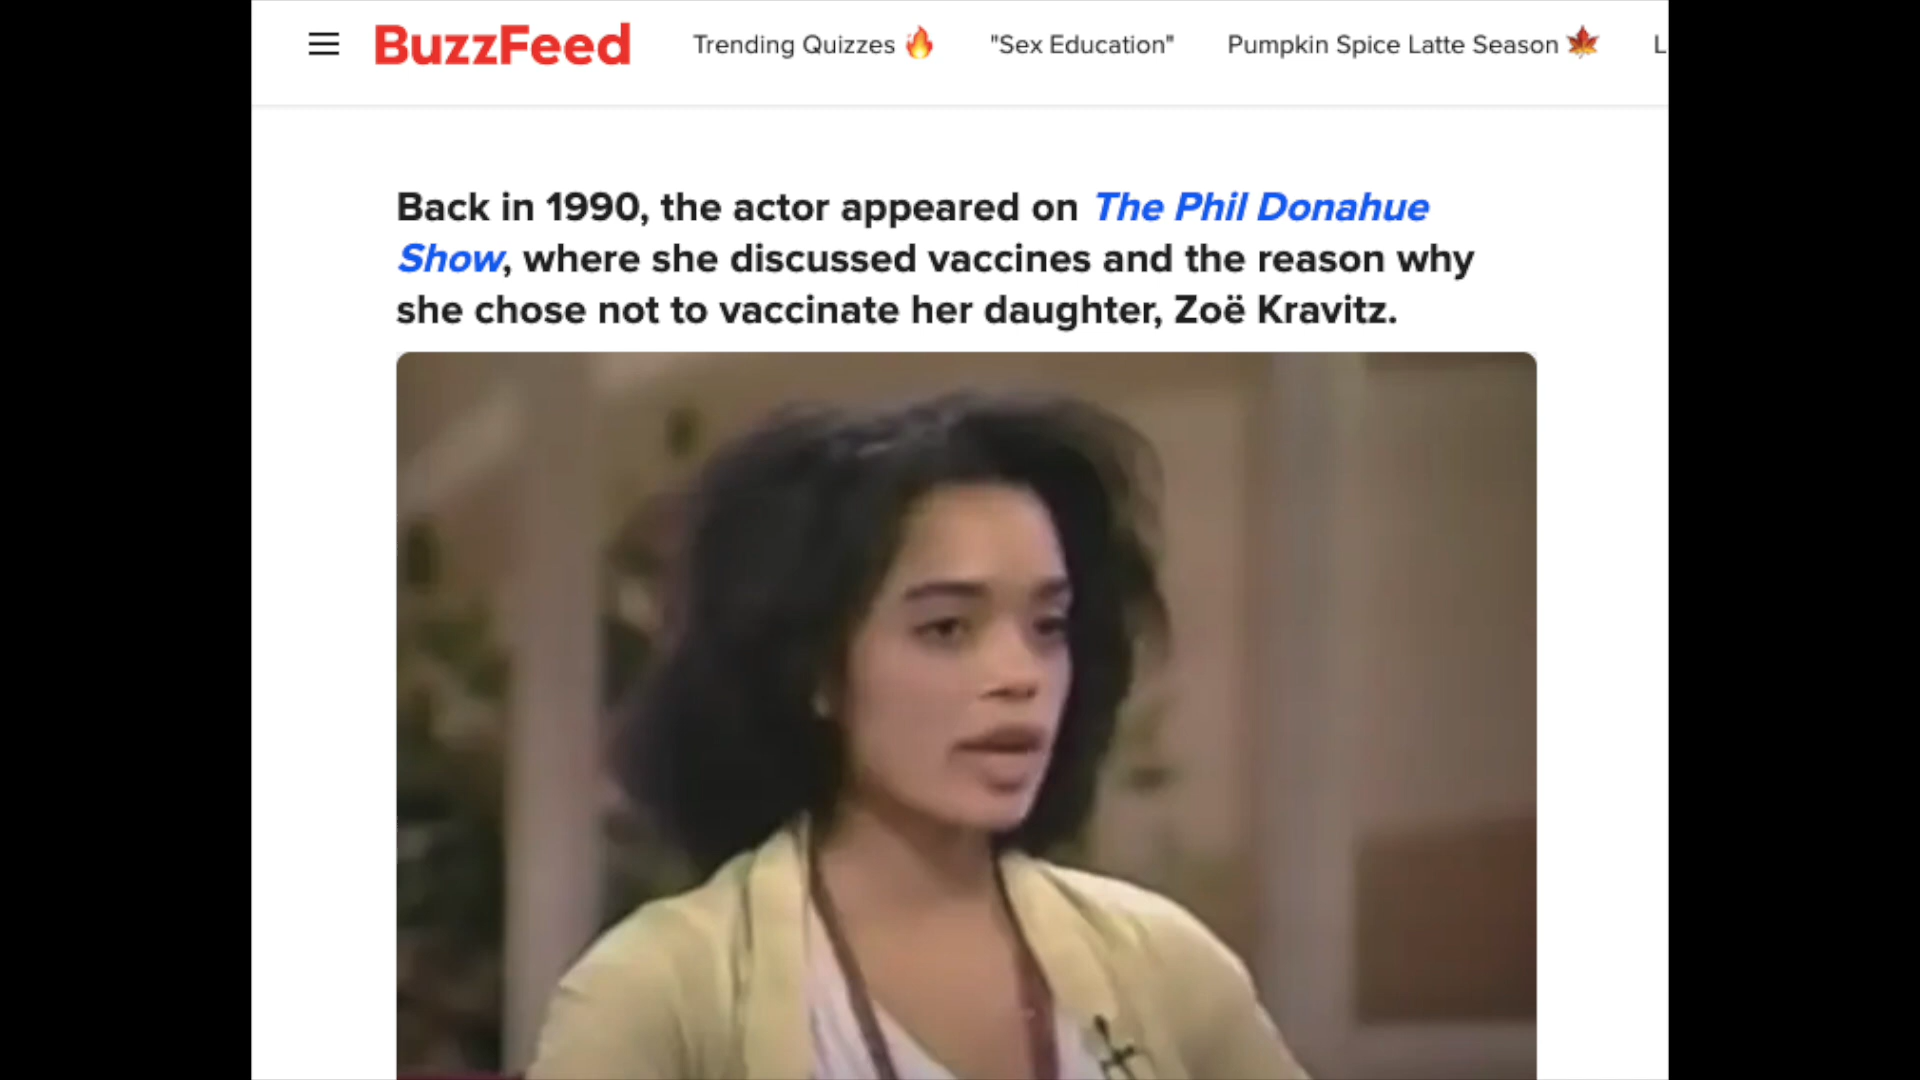 BuzzFeed Trending Quizzes "Sex Education" Pumpkin Spice Latte Season L
Back in 1990, the actor appeared on The Phil Donahue
Show, where she discussed vaccines and the reason why
she chose not to vaccinate her daughter, Zoë Kravitz.